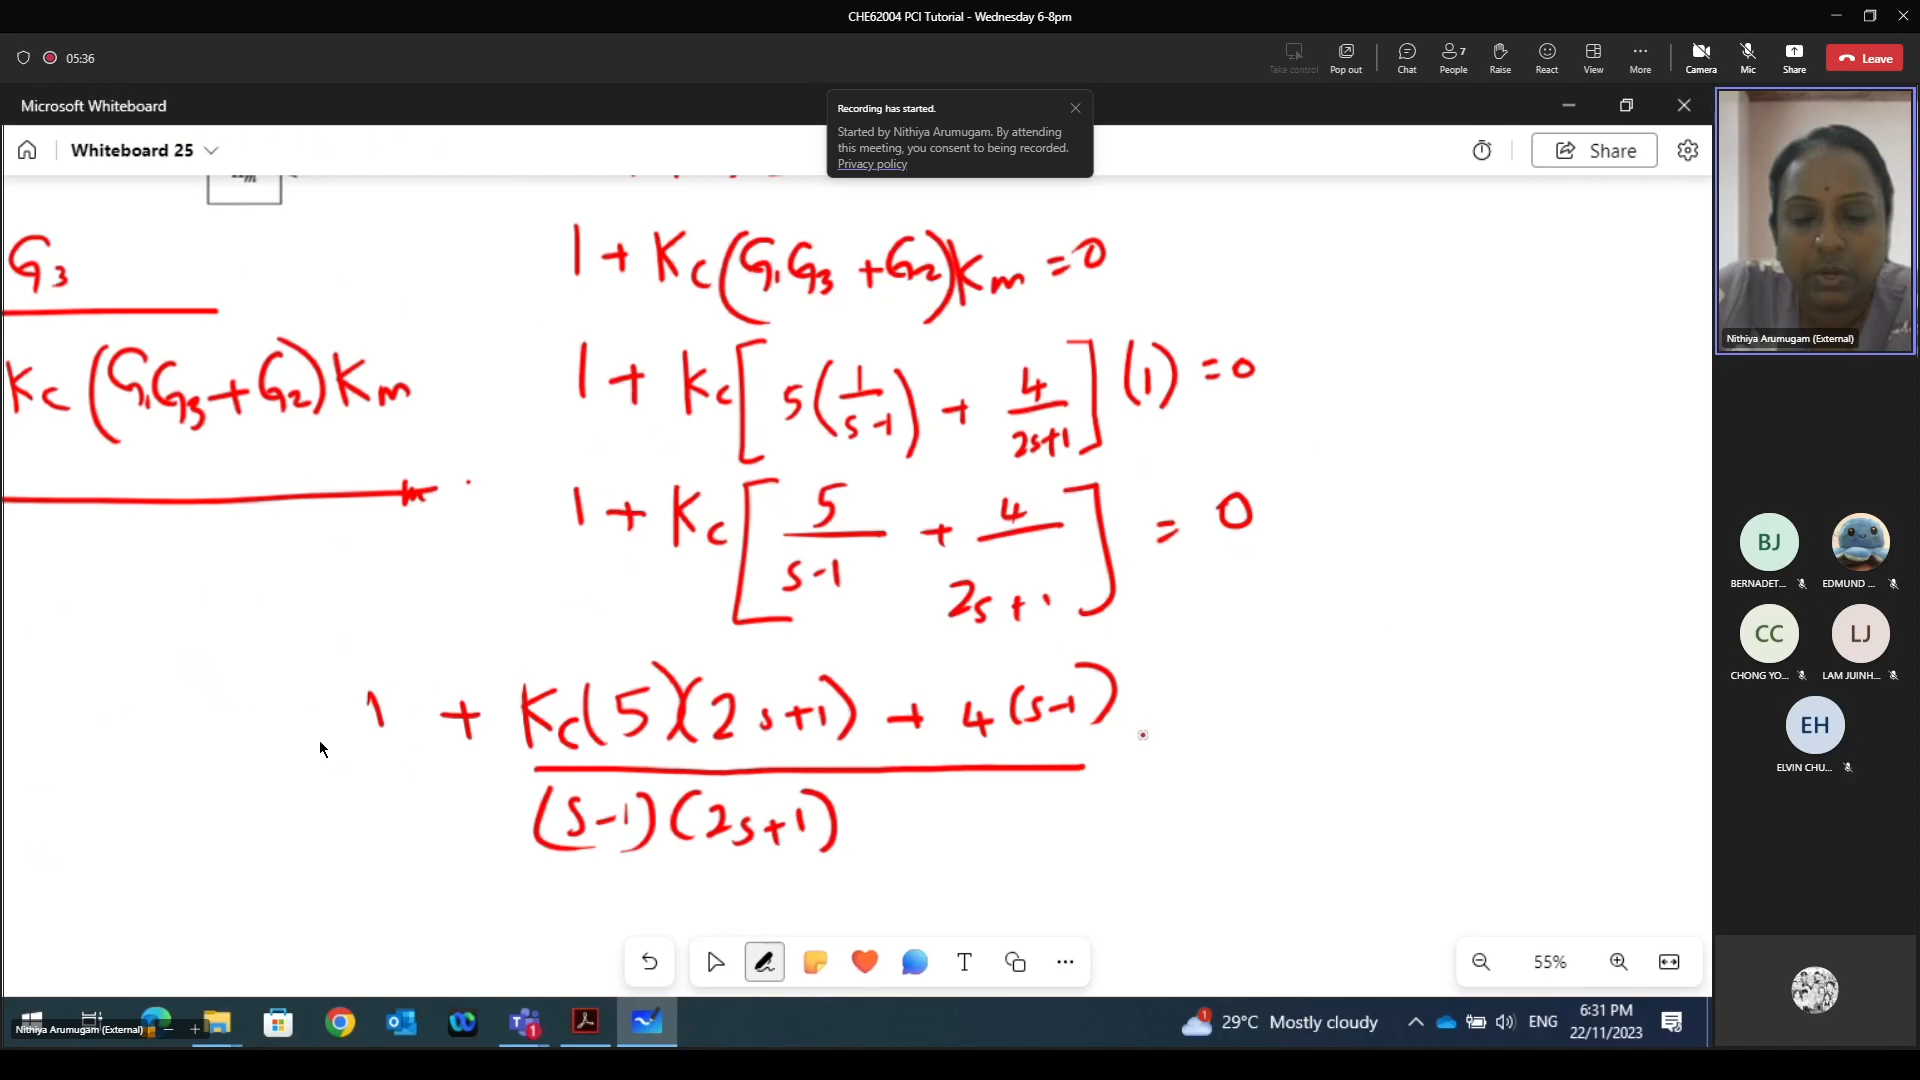 CHE62004 PCI Tutorial - Wednesday 6-8pm
05:36
Take control
Pop out
Chat
7
People
Raise
React
View
More
Camera
Mic
Share
Leave
Microsoft Whiteboard
Recording has started.
Started by Nithiya Arumugam. By attending
this meeting, you consent to being recorded.
Privacy policy
Whiteboard 25
Share
G3
Kc (G1G3 + G2) Km
1 + Kc (G1G3 + G2) Km = 0
1 + Kc [ 5 ( 1 / s-1 ) + 4 / 2s+1 ] (1) = 0
1 + Kc [ 5 / s-1 + 4 / 2s+1 ] = 0
1 + Kc (5)(2s+1) + 4(s-1)
(s-1)(2s+1)
Nithiya Arumugam (External)
BJ
BERNADET...
EDMUND ...
CC
CHONG YO...
LJ
LAM JUINH...
EH
ELVIN CHU...
T
55%
Nithiya Arumugam (External)
1
1
29°C Mostly cloudy
ENG
6:31 PM
22/11/2023